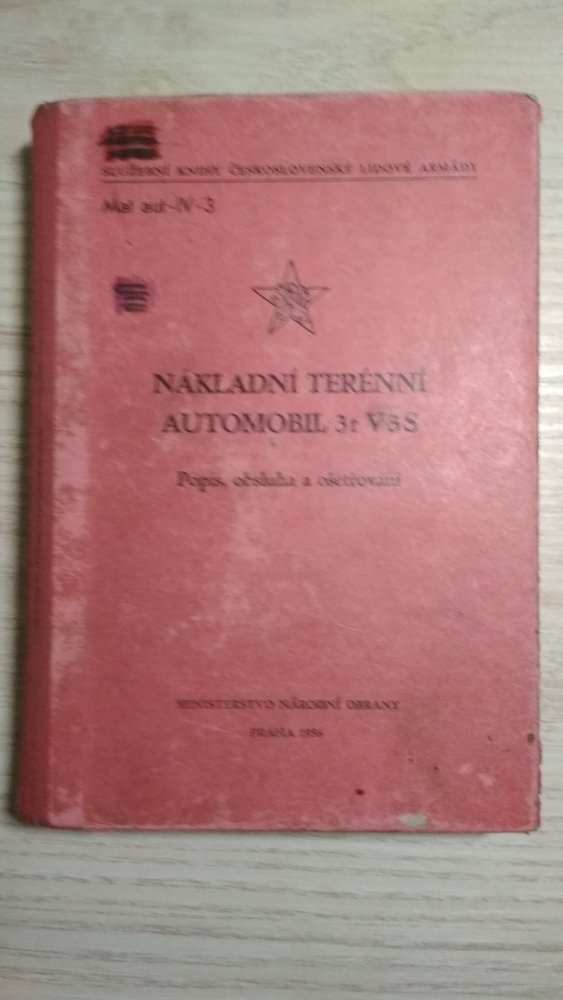 SLUŽEBNÍ KNIHY ČESKOSLOVENSKÉ LIDOVÉ ARMÁDY
Mat aut-IV-3
NÁKLADNÍ TERÉNNÍ
AUTOMOBIL 3t V3S
Popis, obsluha a ošetřování
MINISTERSTVO NÁRODNÍ OBRANY
PRAHA 1956